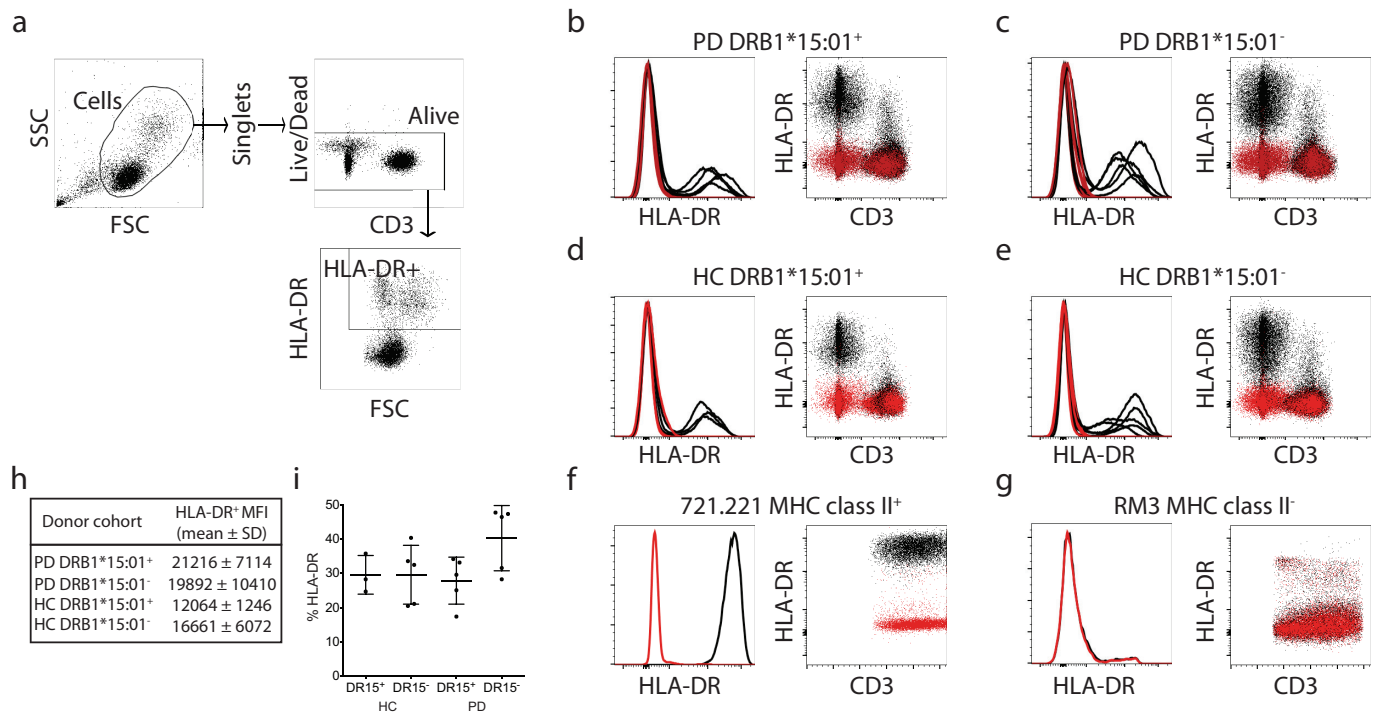 a
SSC
Cells
FSC
Singlets
Live/Dead
Alive
CD3
HLA-DR+
HLA-DR
FSC
b
PD DRB1*15:01⁺
HLA-DR
HLA-DR
CD3
c
PD DRB1*15:01⁻
HLA-DR
HLA-DR
CD3
d
HC DRB1*15:01⁺
HLA-DR
HLA-DR
CD3
e
HC DRB1*15:01⁻
HLA-DR
HLA-DR
CD3
h
Donor cohort HLA-DR⁺ MFI
(mean ± SD)
PD DRB1*15:01⁺ 21216 ± 7114
PD DRB1*15:01⁻ 19892 ± 10410
HC DRB1*15:01⁺ 12064 ± 1246
HC DRB1*15:01⁻ 16661 ± 6072
i
% HLA-DR
50
40
30
20
10
0
DR15⁺ DR15⁻ DR15⁺ DR15⁻
HC PD
f
721.221 MHC class II⁺
HLA-DR
HLA-DR
CD3
g
RM3 MHC class II⁻
HLA-DR
HLA-DR
CD3